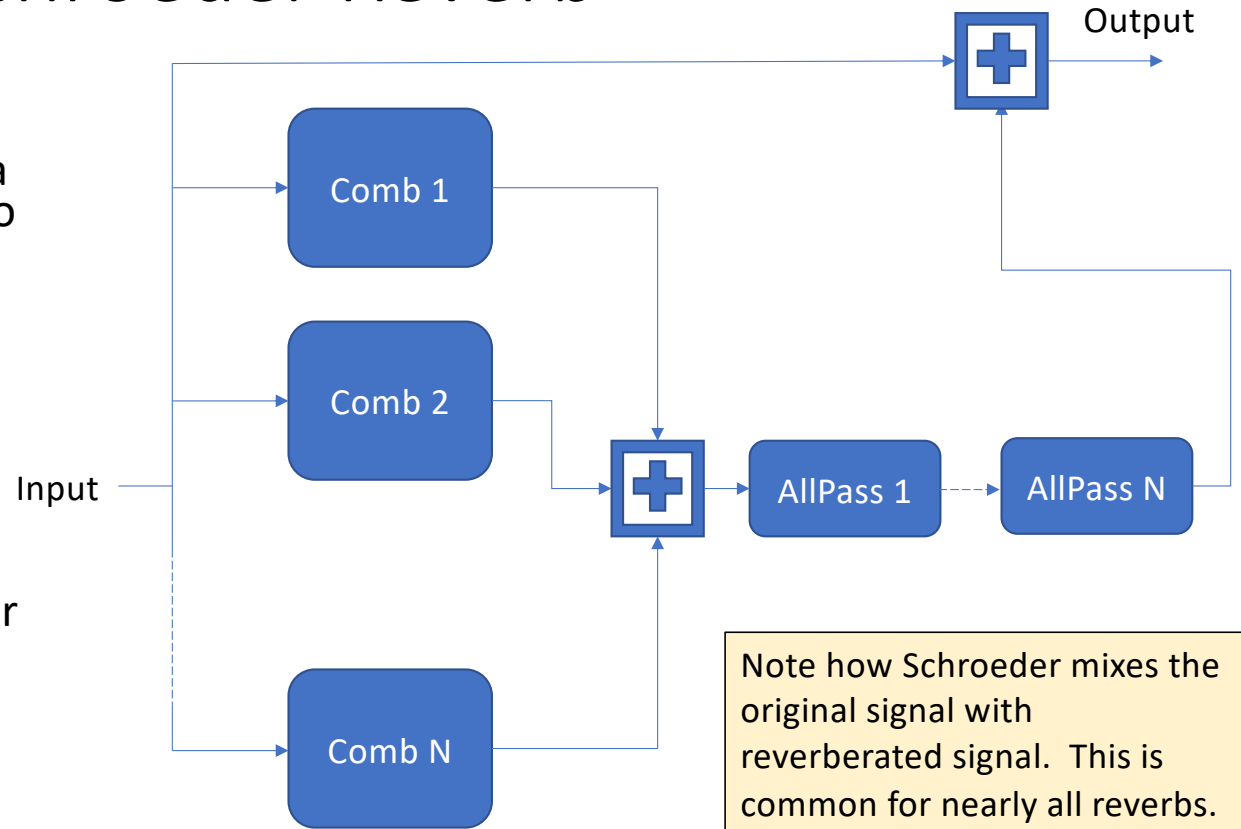 Output
a
Comb 1
o
Comb 2
Input
AllPass 1
AllPass N
r
Note how Schroeder mixes the
original signal with
reverberated signal.  This is
common for nearly all reverbs.
Comb N